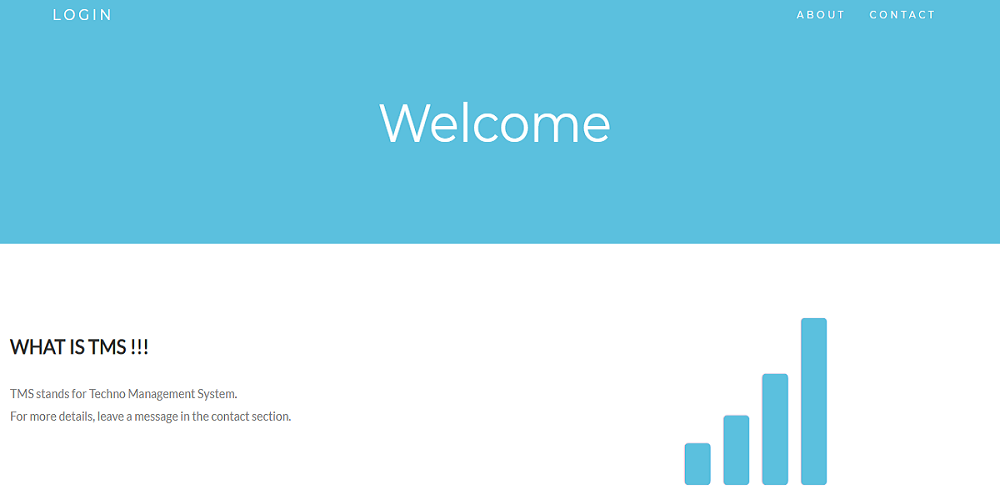 LOGIN
ABOUT CONTACT
Welcome
WHAT IS TMS !!!
TMS stands for Techno Management System.
For more details, leave a message in the contact section.